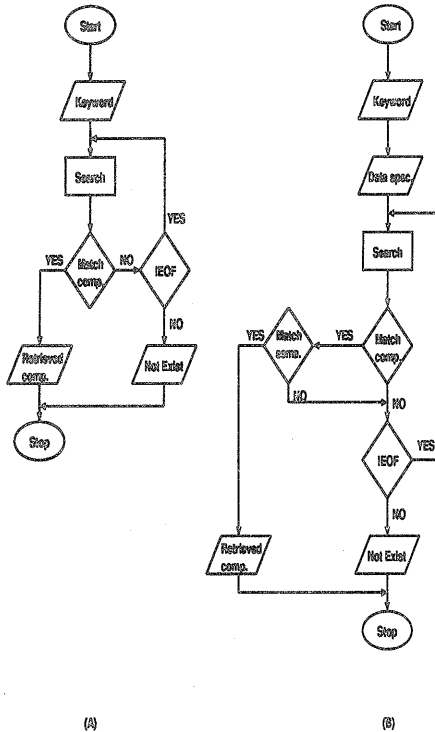 Start
Keyword
Search
YES
YES
Match
comp.
NO
IEOF
NO
Retrieved
comp.
Not Exist
Stop
(A)
Start
Keyword
Data spec.
Search
YES
Match
comp.
YES
Match
comp.
NO
NO
IEOF
YES
NO
Retrieved
comp.
Not Exist
Stop
(B)